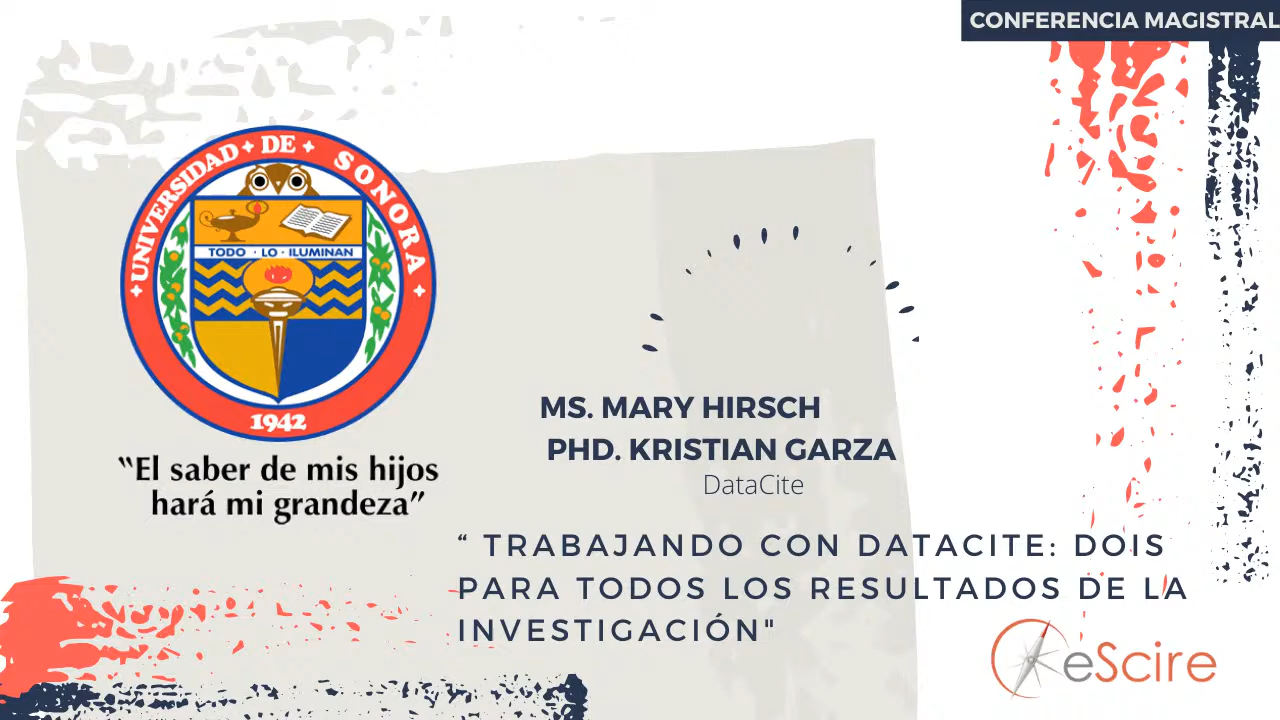 CONFERENCIA MAGISTRAL
UNIVERSIDAD DE SONORA
TODO · LO · ILUMINAN
1942
“El saber de mis hijos
hará mi grandeza”
MS. MARY HIRSCH
PHD. KRISTIAN GARZA
DataCite
“ TRABAJANDO CON DATACITE: DOIS
PARA TODOS LOS RESULTADOS DE LA
INVESTIGACIÓN"
eScire